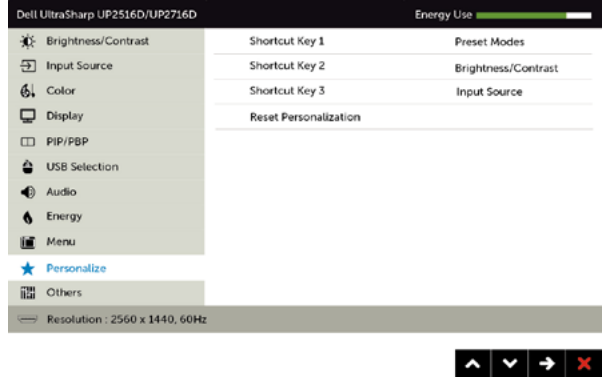 Dell UltraSharp UP2516D/UP2716D Energy Use
Brightness/Contrast Shortcut Key 1 Preset Modes
Input Source Shortcut Key 2 Brightness/Contrast
Color Shortcut Key 3 Input Source
Display Reset Personalization
PIP/PBP
USB Selection
Audio
Energy
Menu
Personalize
Others
Resolution : 2560 x 1440, 60Hz